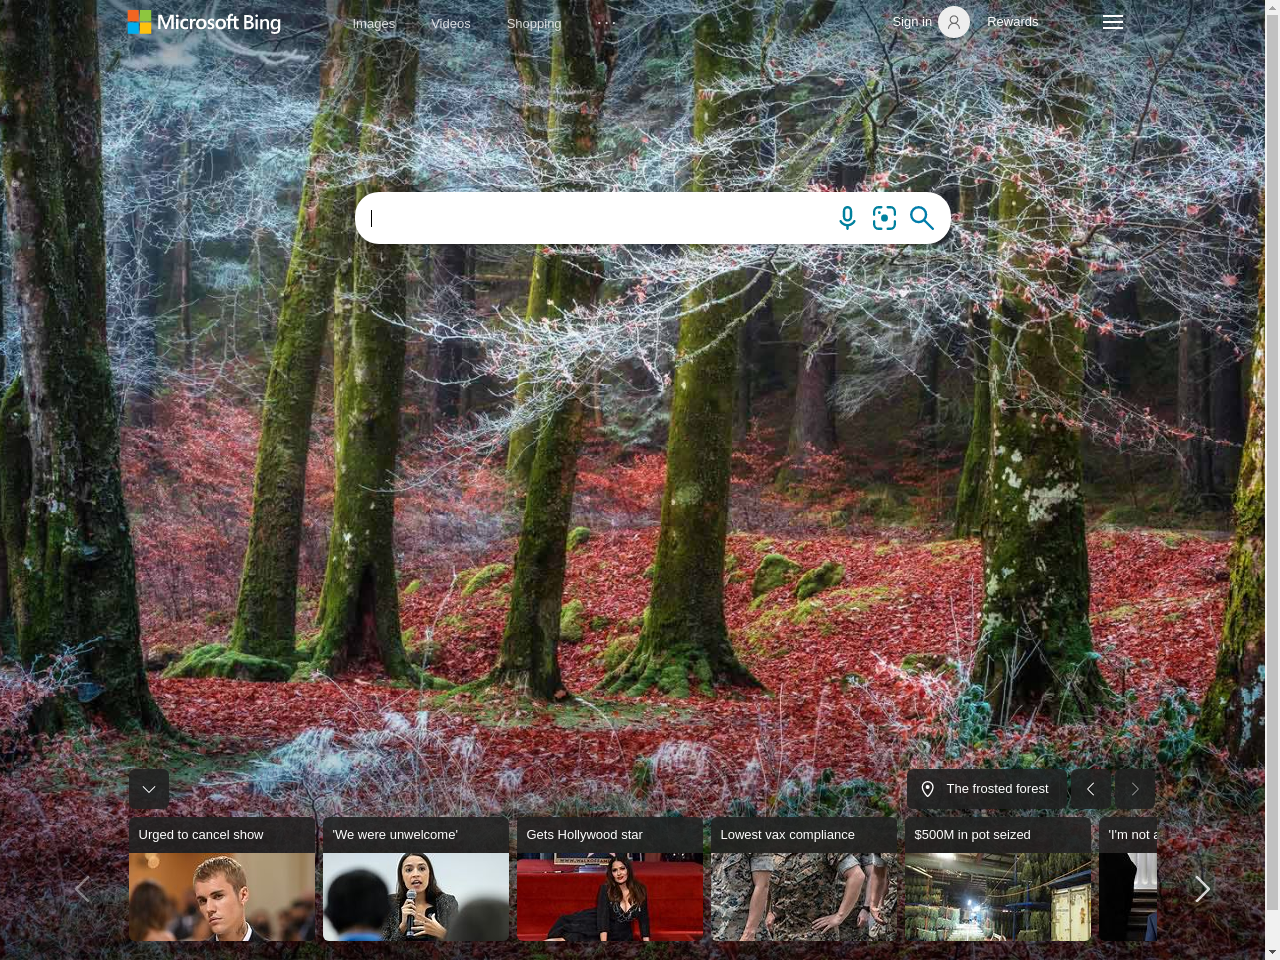 Microsoft Bing
Images Videos Shopping ...
Sign in Rewards
The frosted forest
Urged to cancel show
'We were unwelcome'
Gets Hollywood star
Lowest vax compliance
$500M in pot seized
'I'm not a